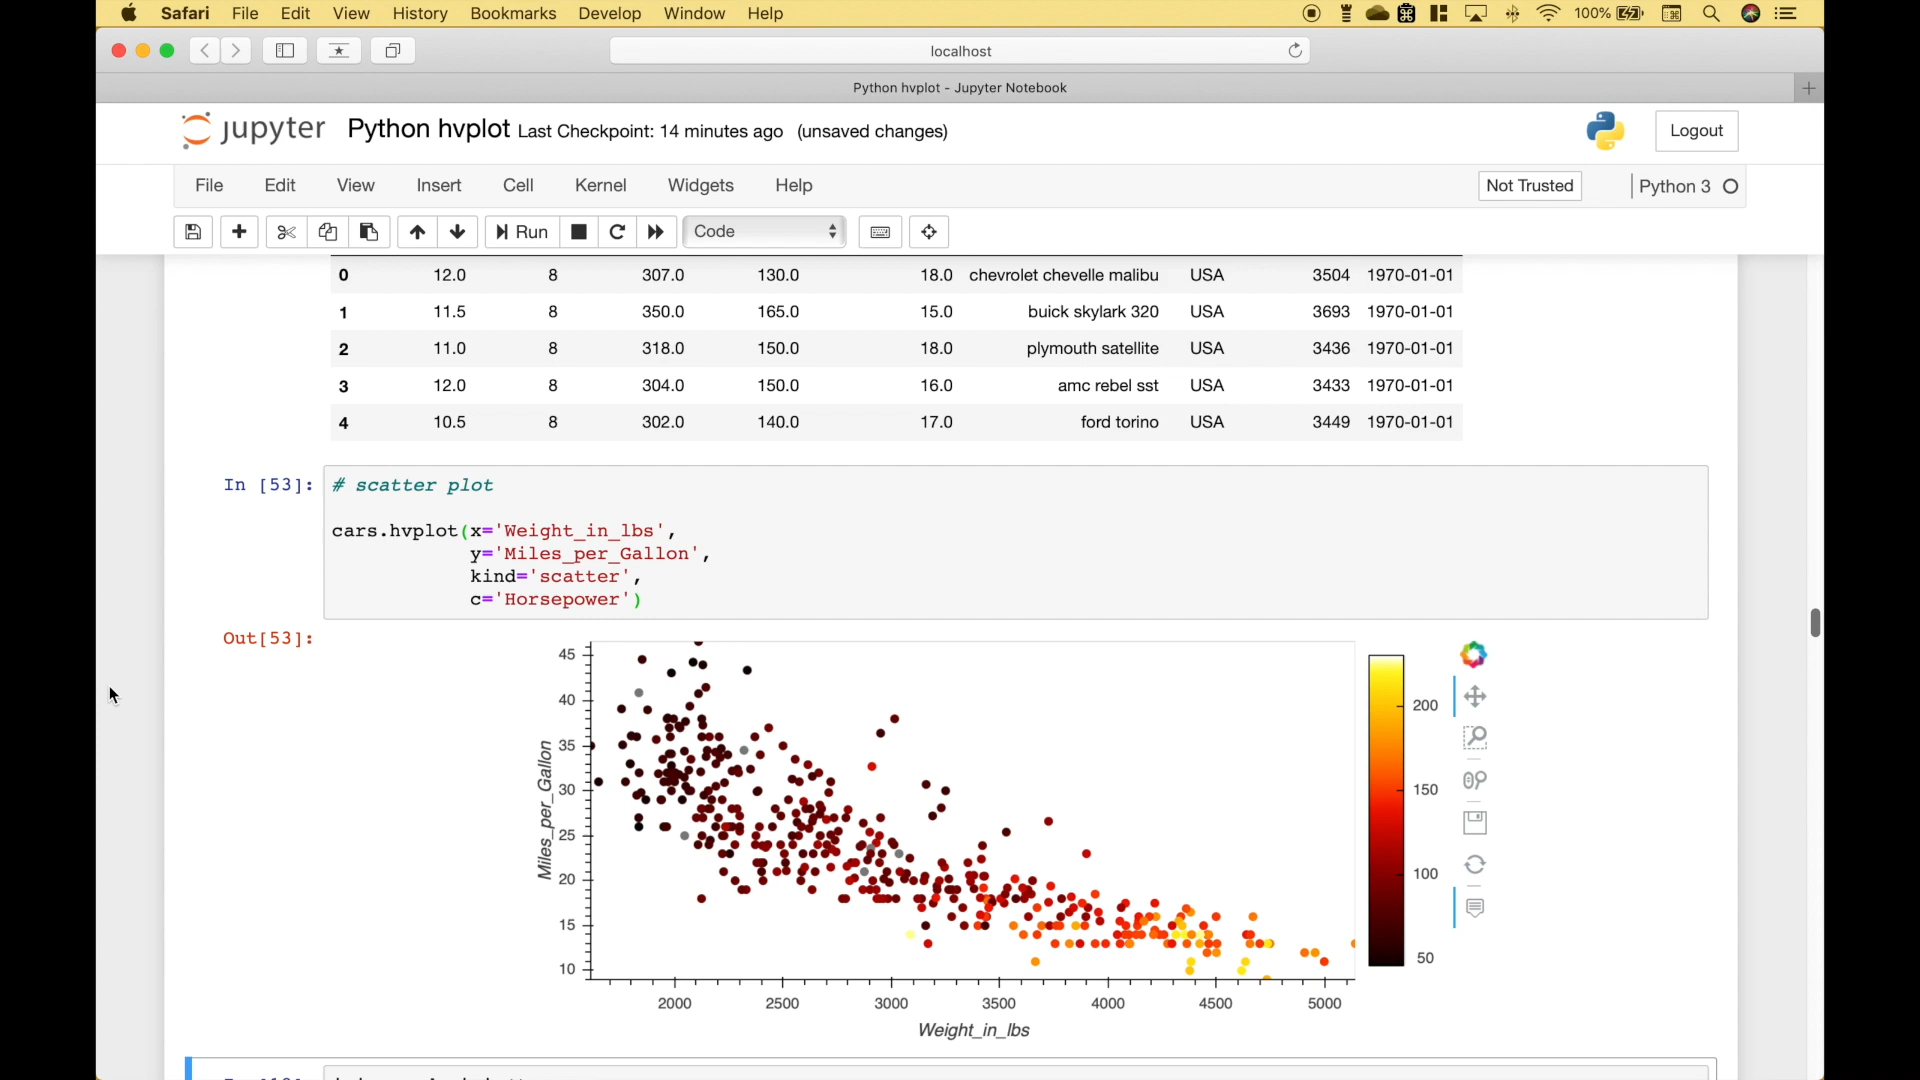 Safari File Edit View History Bookmarks Develop Window Help 100%
localhost
Python hvplot - Jupyter Notebook
jupyter Python hvplot Last Checkpoint: 14 minutes ago (unsaved changes) Logout
File Edit View Insert Cell Kernel Widgets Help Not Trusted Python 3
Run Code
0 12.0 8 307.0 130.0 18.0 chevrolet chevelle malibu USA 3504 1970-01-01
1 11.5 8 350.0 165.0 15.0 buick skylark 320 USA 3693 1970-01-01
2 11.0 8 318.0 150.0 18.0 plymouth satellite USA 3436 1970-01-01
3 12.0 8 304.0 150.0 16.0 amc rebel sst USA 3433 1970-01-01
4 10.5 8 302.0 140.0 17.0 ford torino USA 3449 1970-01-01
In [53]: # scatter plot
cars.hvplot(x='Weight_in_lbs',
y='Miles_per_Gallon',
kind='scatter',
c='Horsepower')
Out[53]:
45
40
35
30
25
20
15
10
Miles_per_Gallon
2000 2500 3000 3500 4000 4500 5000
Weight_in_lbs
200
150
100
50